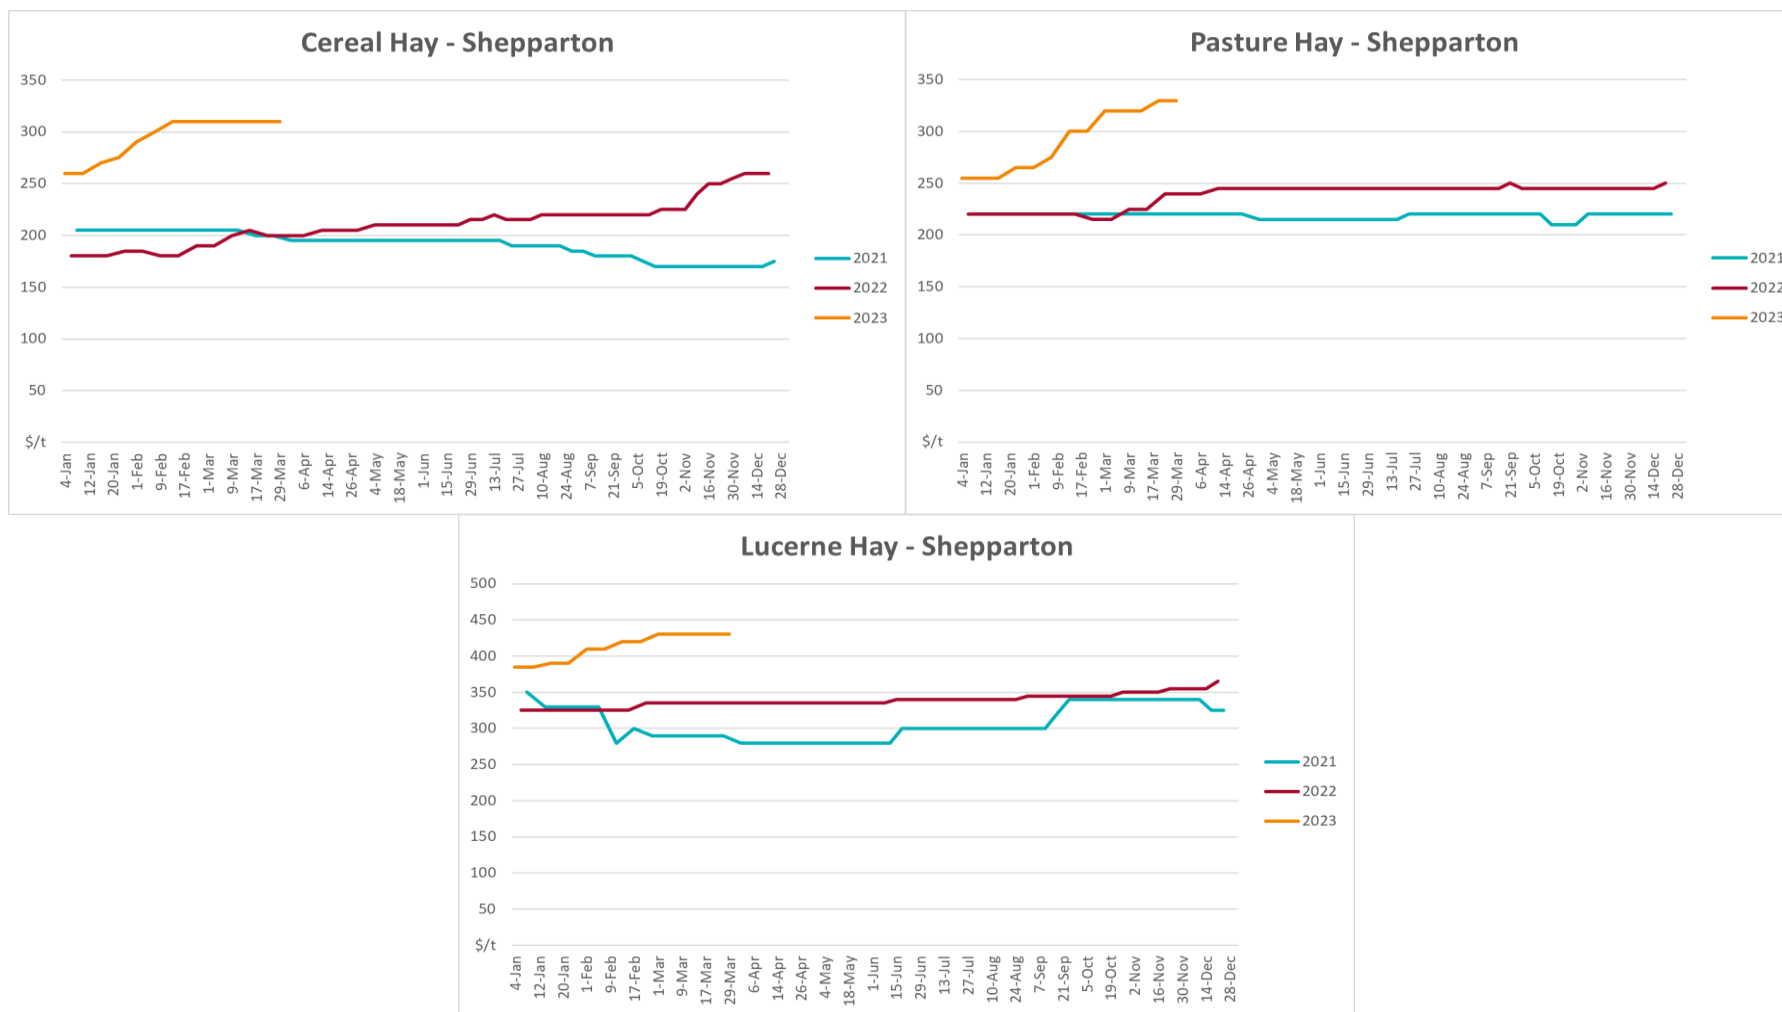 Cereal Hay - Shepparton
350
300
250
200
150
100
50
$/t
4-Jan
12-Jan
20-Jan
1-Feb
9-Feb
17-Feb
1-Mar
9-Mar
17-Mar
29-Mar
6-Apr
14-Apr
26-Apr
4-May
18-May
1-Jun
15-Jun
29-Jun
13-Jul
27-Jul
10-Aug
24-Aug
7-Sep
21-Sep
5-Oct
19-Oct
2-Nov
16-Nov
30-Nov
14-Dec
28-Dec
2021
2022
2023
Pasture Hay - Shepparton
350
300
250
200
150
100
50
$/t
4-Jan
12-Jan
20-Jan
1-Feb
9-Feb
17-Feb
1-Mar
9-Mar
17-Mar
29-Mar
6-Apr
14-Apr
26-Apr
4-May
18-May
1-Jun
15-Jun
29-Jun
13-Jul
27-Jul
10-Aug
24-Aug
7-Sep
21-Sep
5-Oct
19-Oct
2-Nov
16-Nov
30-Nov
14-Dec
28-Dec
2021
2022
2023
Lucerne Hay - Shepparton
500
450
400
350
300
250
200
150
100
50
$/t
4-Jan
12-Jan
20-Jan
1-Feb
9-Feb
17-Feb
1-Mar
9-Mar
17-Mar
29-Mar
6-Apr
14-Apr
26-Apr
4-May
18-May
1-Jun
15-Jun
29-Jun
13-Jul
27-Jul
10-Aug
24-Aug
7-Sep
21-Sep
5-Oct
19-Oct
2-Nov
16-Nov
30-Nov
14-Dec
28-Dec
2021
2022
2023